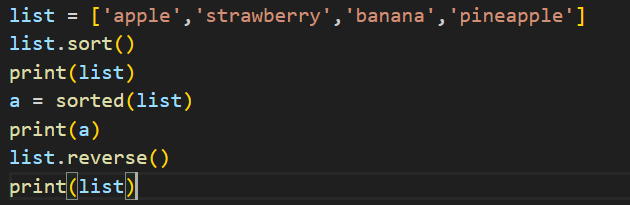 list = ['apple','strawberry','banana','pineapple']
list.sort()
print(list)
a = sorted(list)
print(a)
list.reverse()
print(list)